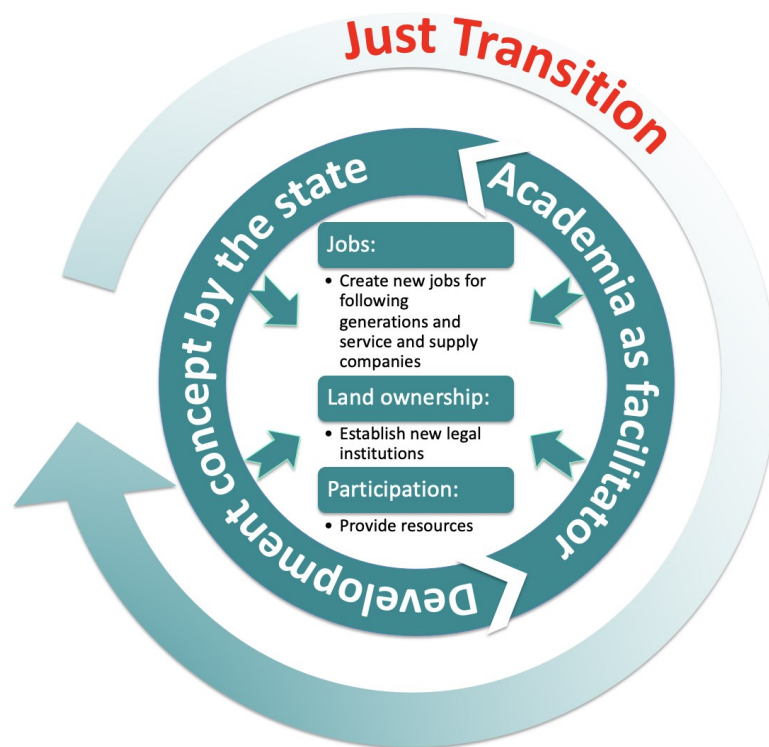 Just Transition
Development concept by the state
Academia as facilitator
Jobs:
• Create new jobs for
following
generations and
service and supply
companies
Land ownership:
• Establish new legal
institutions
Participation:
• Provide resources